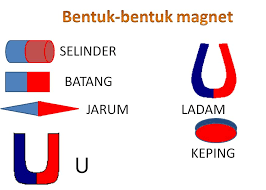 Bentuk-bentuk magnet
SELINDER
BATANG
JARUM
LADAM
KEPING
U